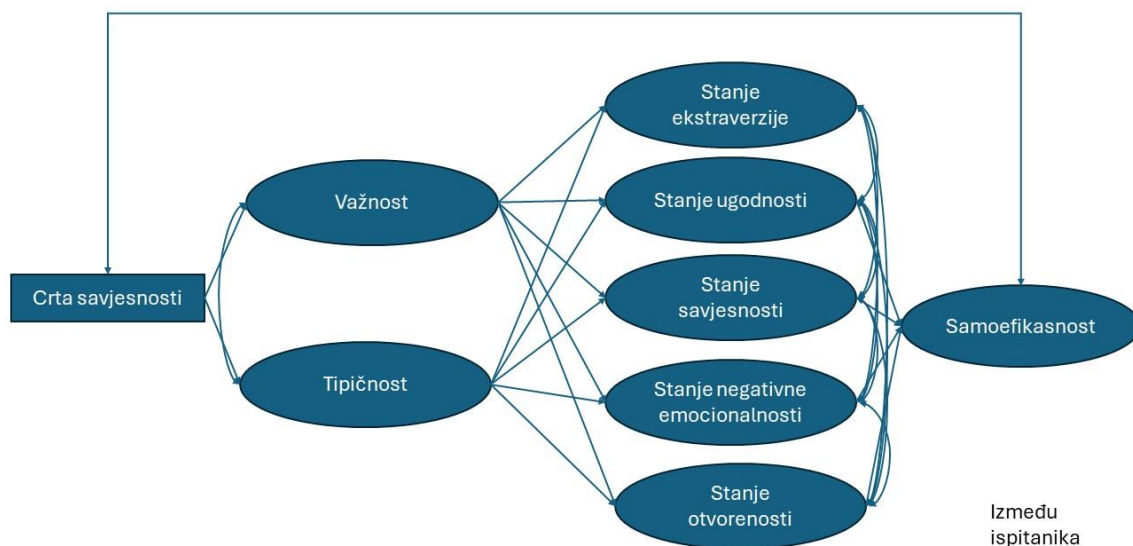 Stanje
ekstraverzije
Važnost
Stanje ugodnosti
Crta savjesnosti
Stanje
savjesnosti
Samoefikasnost
Tipičnost
Stanje negativne
emocionalnosti
Stanje
otvorenosti
Između
ispitanika